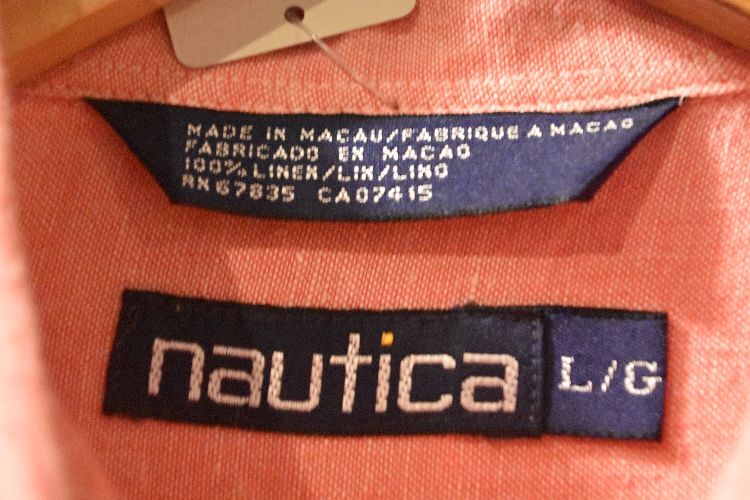 MADE IN MACAU/FABRIQUE A MACAO
FABRICADO EN MACAO
100% LINEN/LIN/LINO
RN 67835 CA07415
nautica
L/G